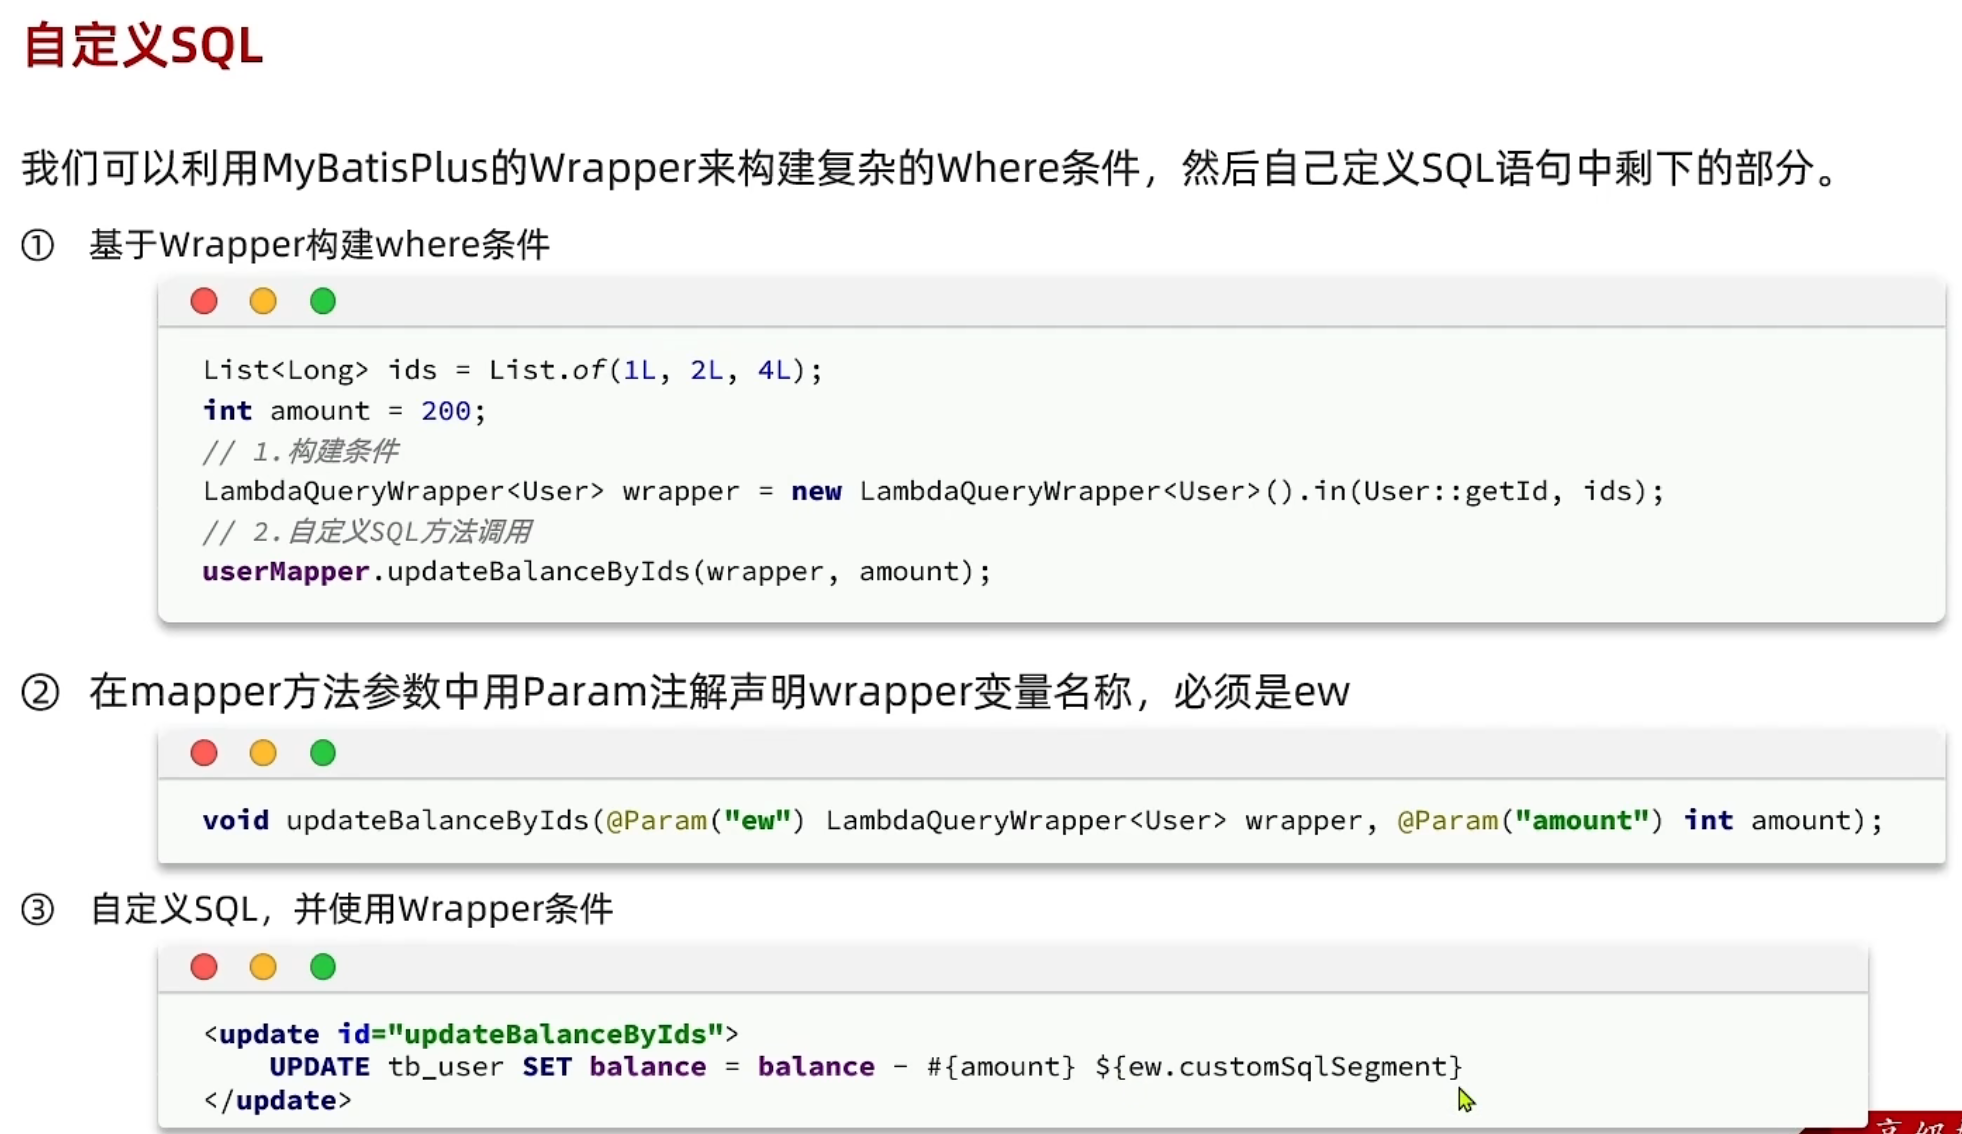 自定义SQL
我们可以利用MyBatisPlus的Wrapper来构建复杂的Where条件，然后自己定义SQL语句中剩下的部分。
① 基于Wrapper构建where条件
List<Long> ids = List.of(1L, 2L, 4L);
int amount = 200;
// 1.构建条件
LambdaQueryWrapper<User> wrapper = new LambdaQueryWrapper<User>().in(User::getId, ids);
// 2.自定义SQL方法调用
userMapper.updateBalanceByIds(wrapper, amount);
② 在mapper方法参数中用Param注解声明wrapper变量名称，必须是ew
void updateBalanceByIds(@Param("ew") LambdaQueryWrapper<User> wrapper, @Param("amount") int amount);
③ 自定义SQL，并使用Wrapper条件
<update id="updateBalanceByIds">
    UPDATE tb_user SET balance = balance - #{amount} ${ew.customSqlSegment}
</update>